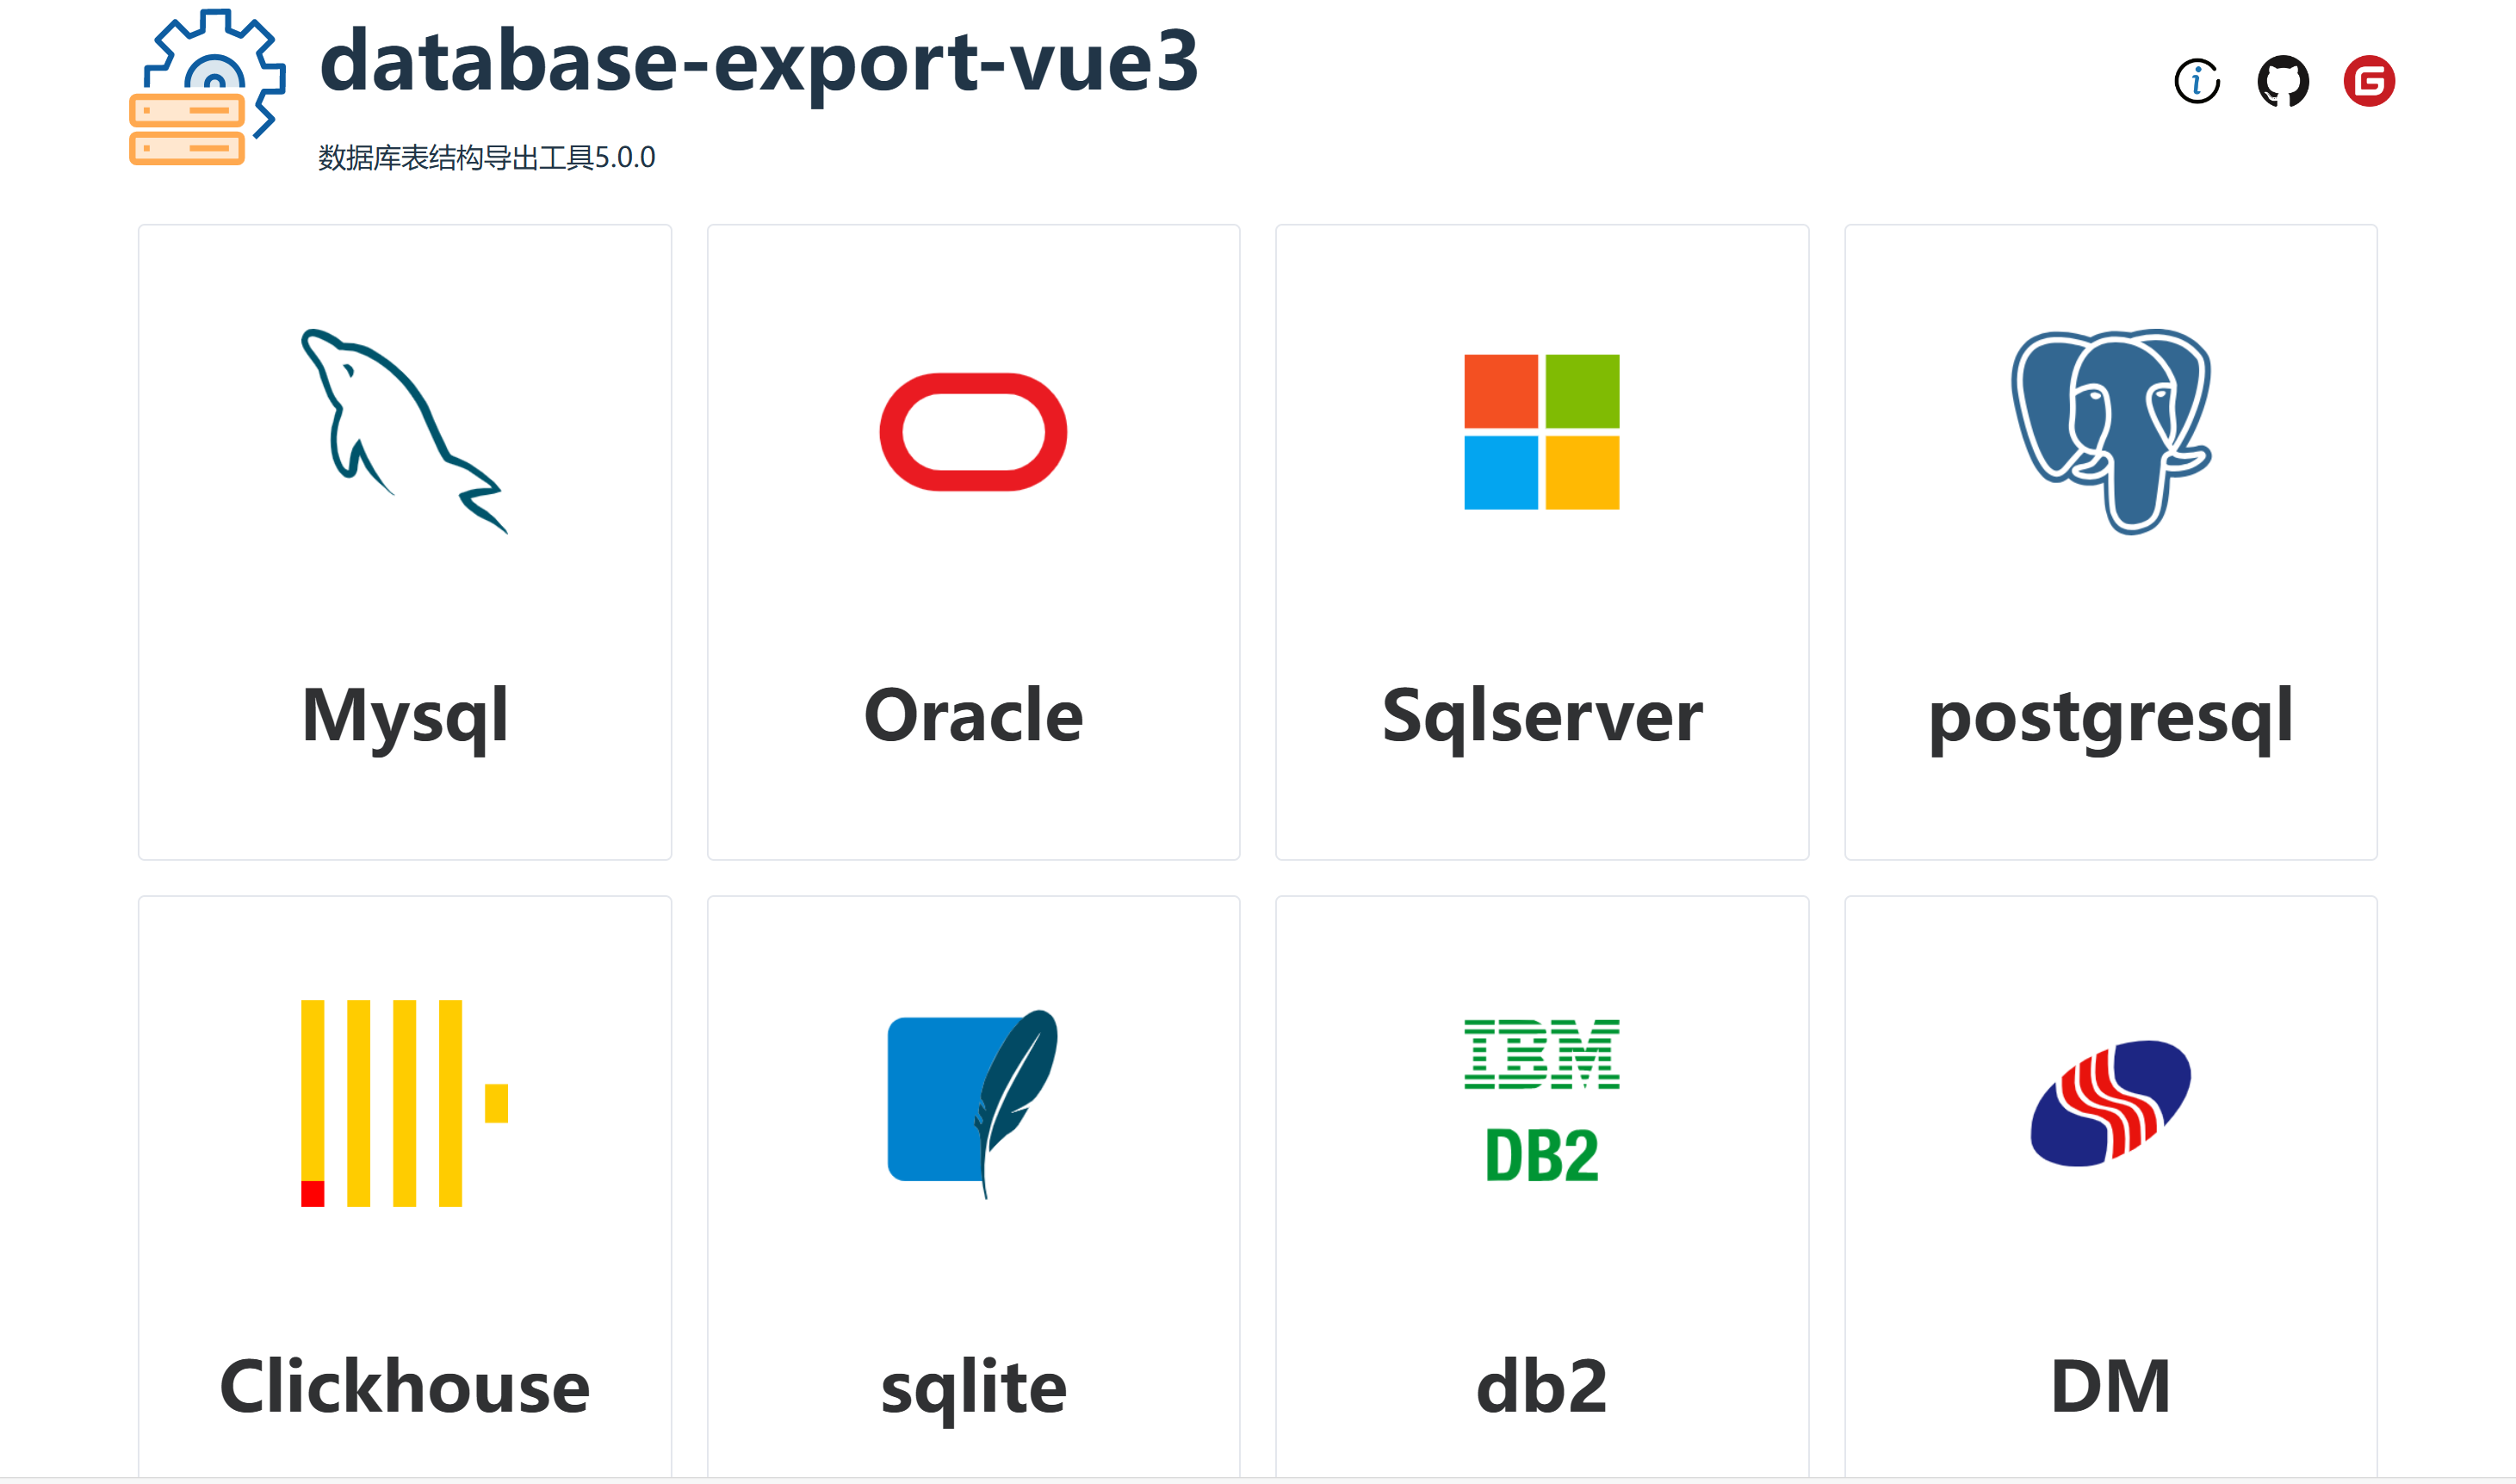 database-export-vue3
数据库表结构导出工具5.0.0
Mysql
Oracle
Sqlserver
postgresql
IBM
DB2
Clickhouse
sqlite
db2
DM